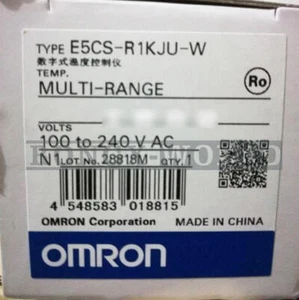 TYPE E5CS-R1KJU-W
数字式温度控制仪
TEMP.
Ro
MULTI-RANGE
VOLTS
100 to 240 V AC
N1 LOT No. 28818M QTY. 1
4 548583 018815
OMRON Corporation MADE IN CHINA
OMRON